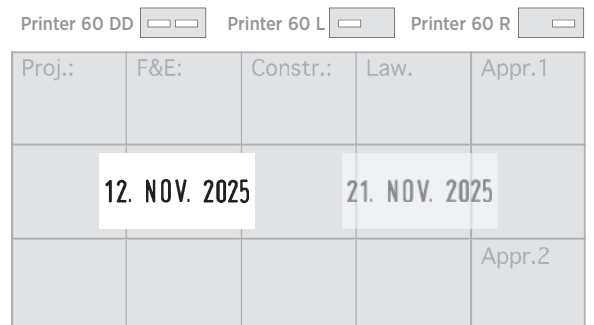 Printer 60 DD Printer 60 L Printer 60 R
Proj.: F&E: Constr.: Law. Appr.1
12. NOV. 2025 21. NOV. 2025
Appr.2